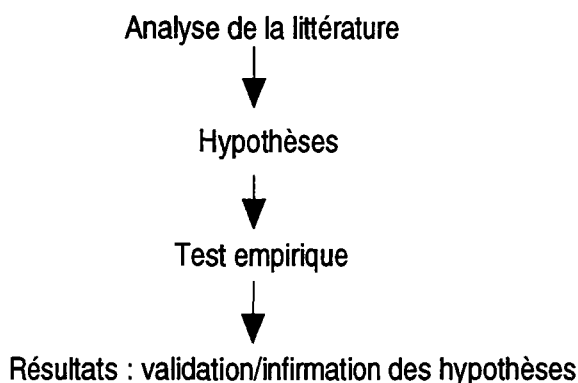 Analyse de la littérature
Hypothèses
Test empirique
Résultats : validation/infirmation des hypothèses